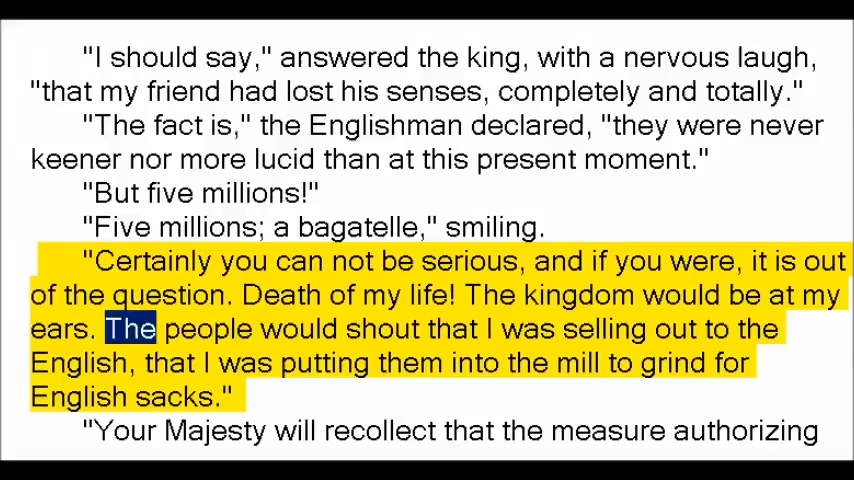 "I should say," answered the king, with a nervous laugh,
"that my friend had lost his senses, completely and totally."
"The fact is," the Englishman declared, "they were never
keener nor more lucid than at this present moment."
"But five millions!"
"Five millions; a bagatelle," smiling.
"Certainly you can not be serious, and if you were, it is out
of the question. Death of my life! The kingdom would be at my
ears. The people would shout that I was selling out to the
English, that I was putting them into the mill to grind for
English sacks."
"Your Majesty will recollect that the measure authorizing